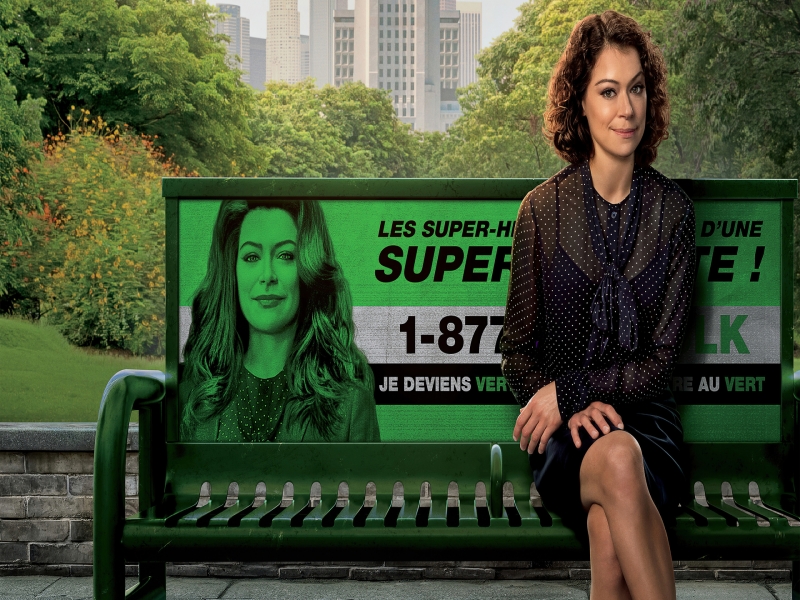 LES SUPER-H D'UNE
SUPER TE !
1-877 LK
JE DEVIENS VER RE AU VERT